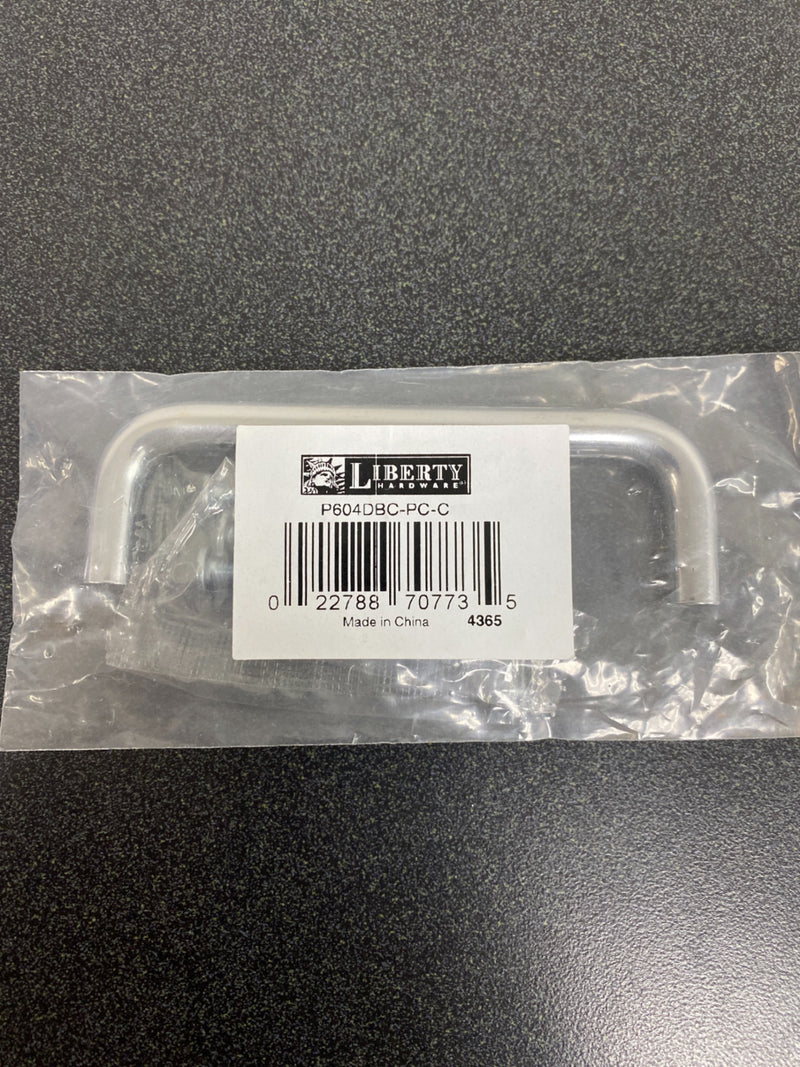 LIBERTY
HARDWARE®
P604DBC-PC-C
0 22788 70773 5
Made in China 4365